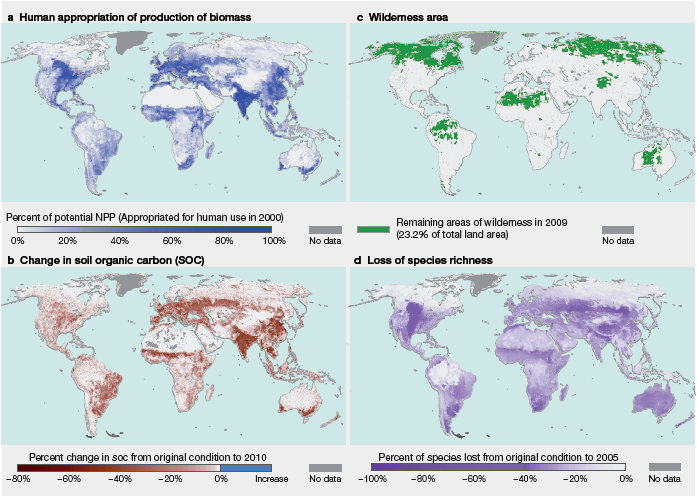 a Human appropriation of production of biomass
c Wilderness area
Percent of potential NPP (Appropriated for human use in 2000)
0% 20% 40% 60% 80% 100%
No data
Remaining areas of wilderness in 2009
(23.2% of total land area)
No data
b Change in soil organic carbon (SOC)
d Loss of species richness
Percent change in soc from original condition to 2010
−80% −60% −40% −20% 0% Increase
No data
Percent of species lost from original condition to 2005
−100% −80% −60% −40% −20% 0%
No data